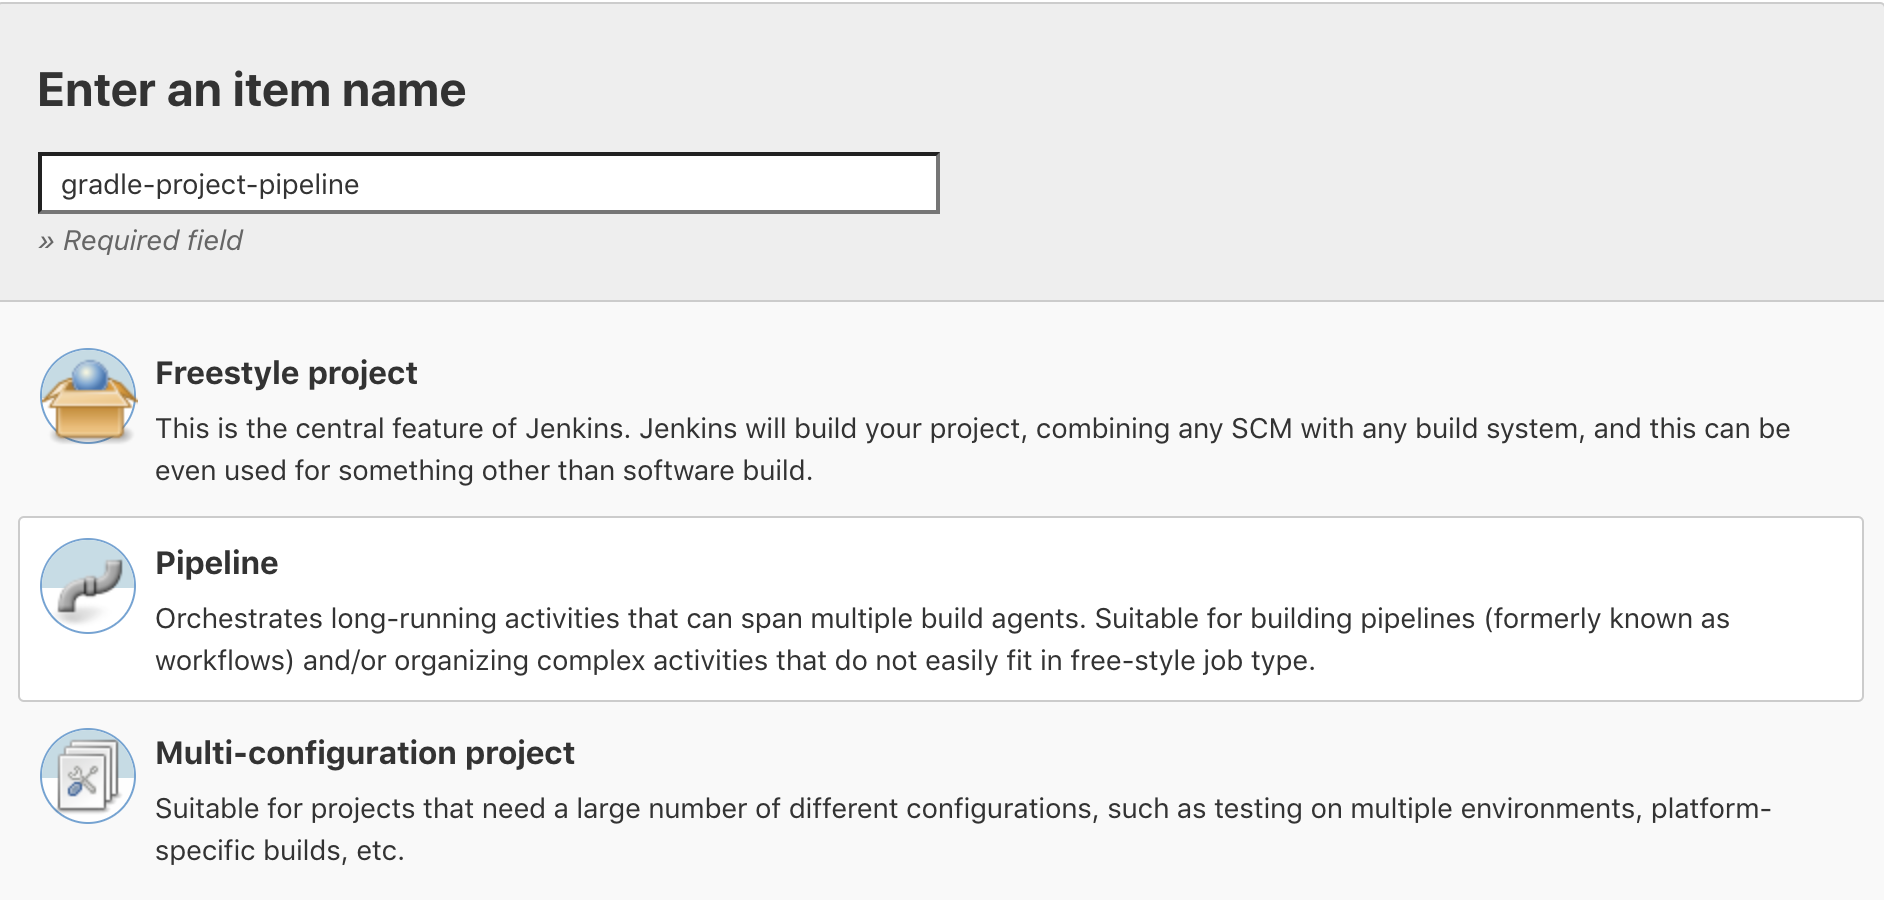 Enter an item name
gradle-project-pipeline
» Required field
Freestyle project
This is the central feature of Jenkins. Jenkins will build your project, combining any SCM with any build system, and this can be
even used for something other than software build.
Pipeline
Orchestrates long-running activities that can span multiple build agents. Suitable for building pipelines (formerly known as
workflows) and/or organizing complex activities that do not easily fit in free-style job type.
Multi-configuration project
Suitable for projects that need a large number of different configurations, such as testing on multiple environments, platform-
specific builds, etc.